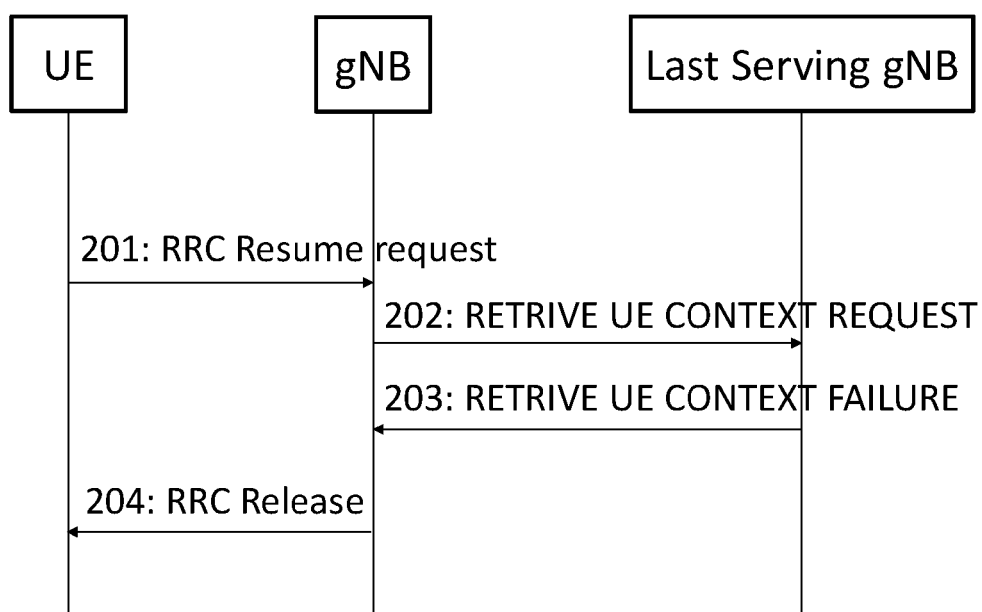 UE
gNB
Last Serving gNB
201: RRC Resume request
202: RETRIVE UE CONTEXT REQUEST
203: RETRIVE UE CONTEXT FAILURE
204: RRC Release